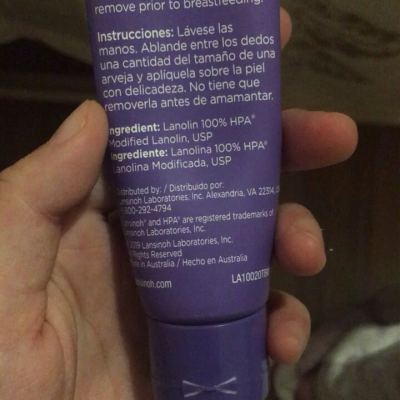 remove prior to breastfeeding.
Instrucciones: Lávese las
manos. Ablande entre los dedos
una cantidad del tamaño de una
arveja y aplíquela sobre la piel
con delicadeza. No tiene que
removerla antes de amamantar.
Ingredient: Lanolin 100% HPA®
Modified Lanolin, USP
Ingrediente: Lanolina 100% HPA®
Lanolina Modificada, USP
Distributed by: / Distribuido por:
Lansinoh Laboratories, Inc. Alexandria, VA 22314,
1-800-292-4794
Lansinoh® and HPA® are registered trademarks of
Lansinoh Laboratories, Inc.
© 2019 Lansinoh Laboratories, Inc.
Rights Reserved
Made in Australia / Hecho en Australia
lansinoh.com